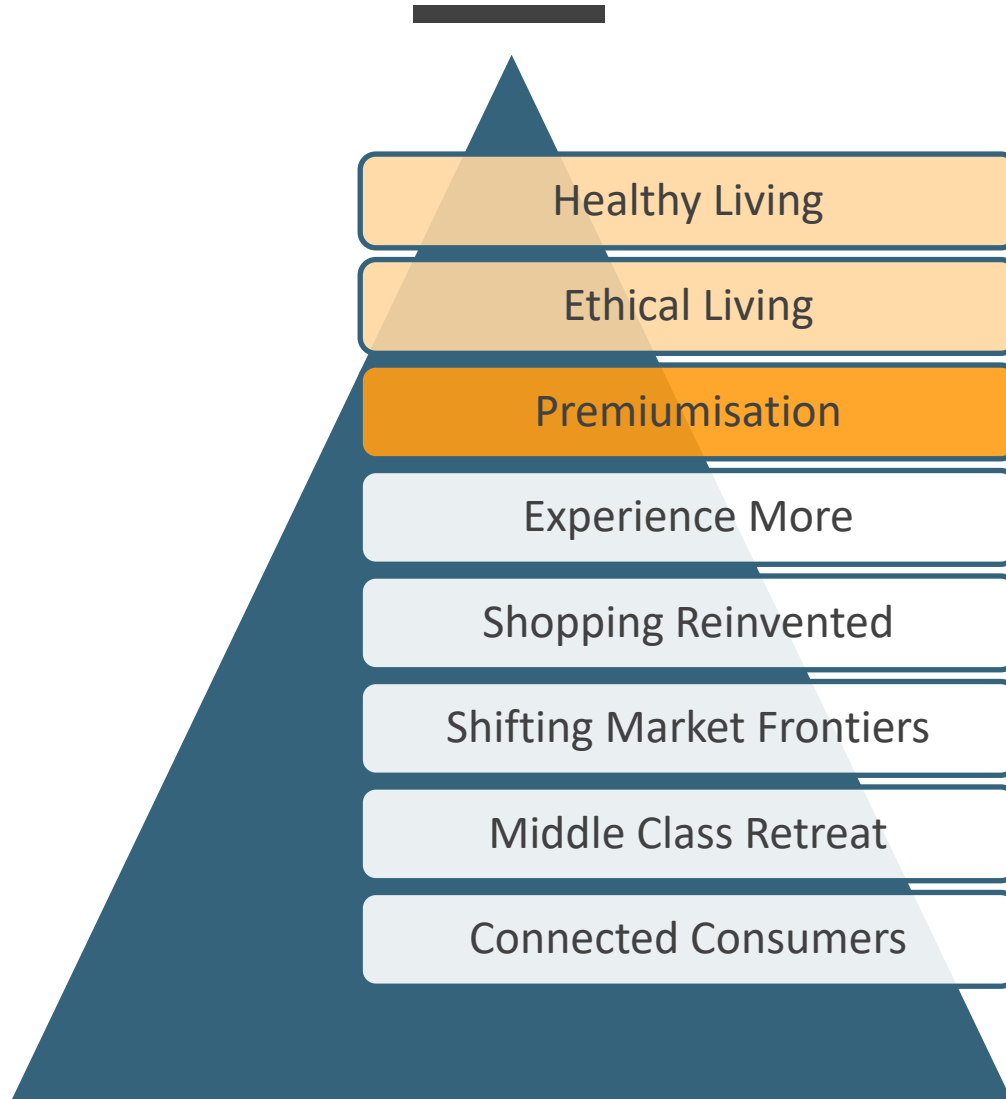 Healthy Living
Ethical Living
Premiumisation
Experience More
Shopping Reinvented
Shifting Market Frontiers
Middle Class Retreat
Connected Consumers